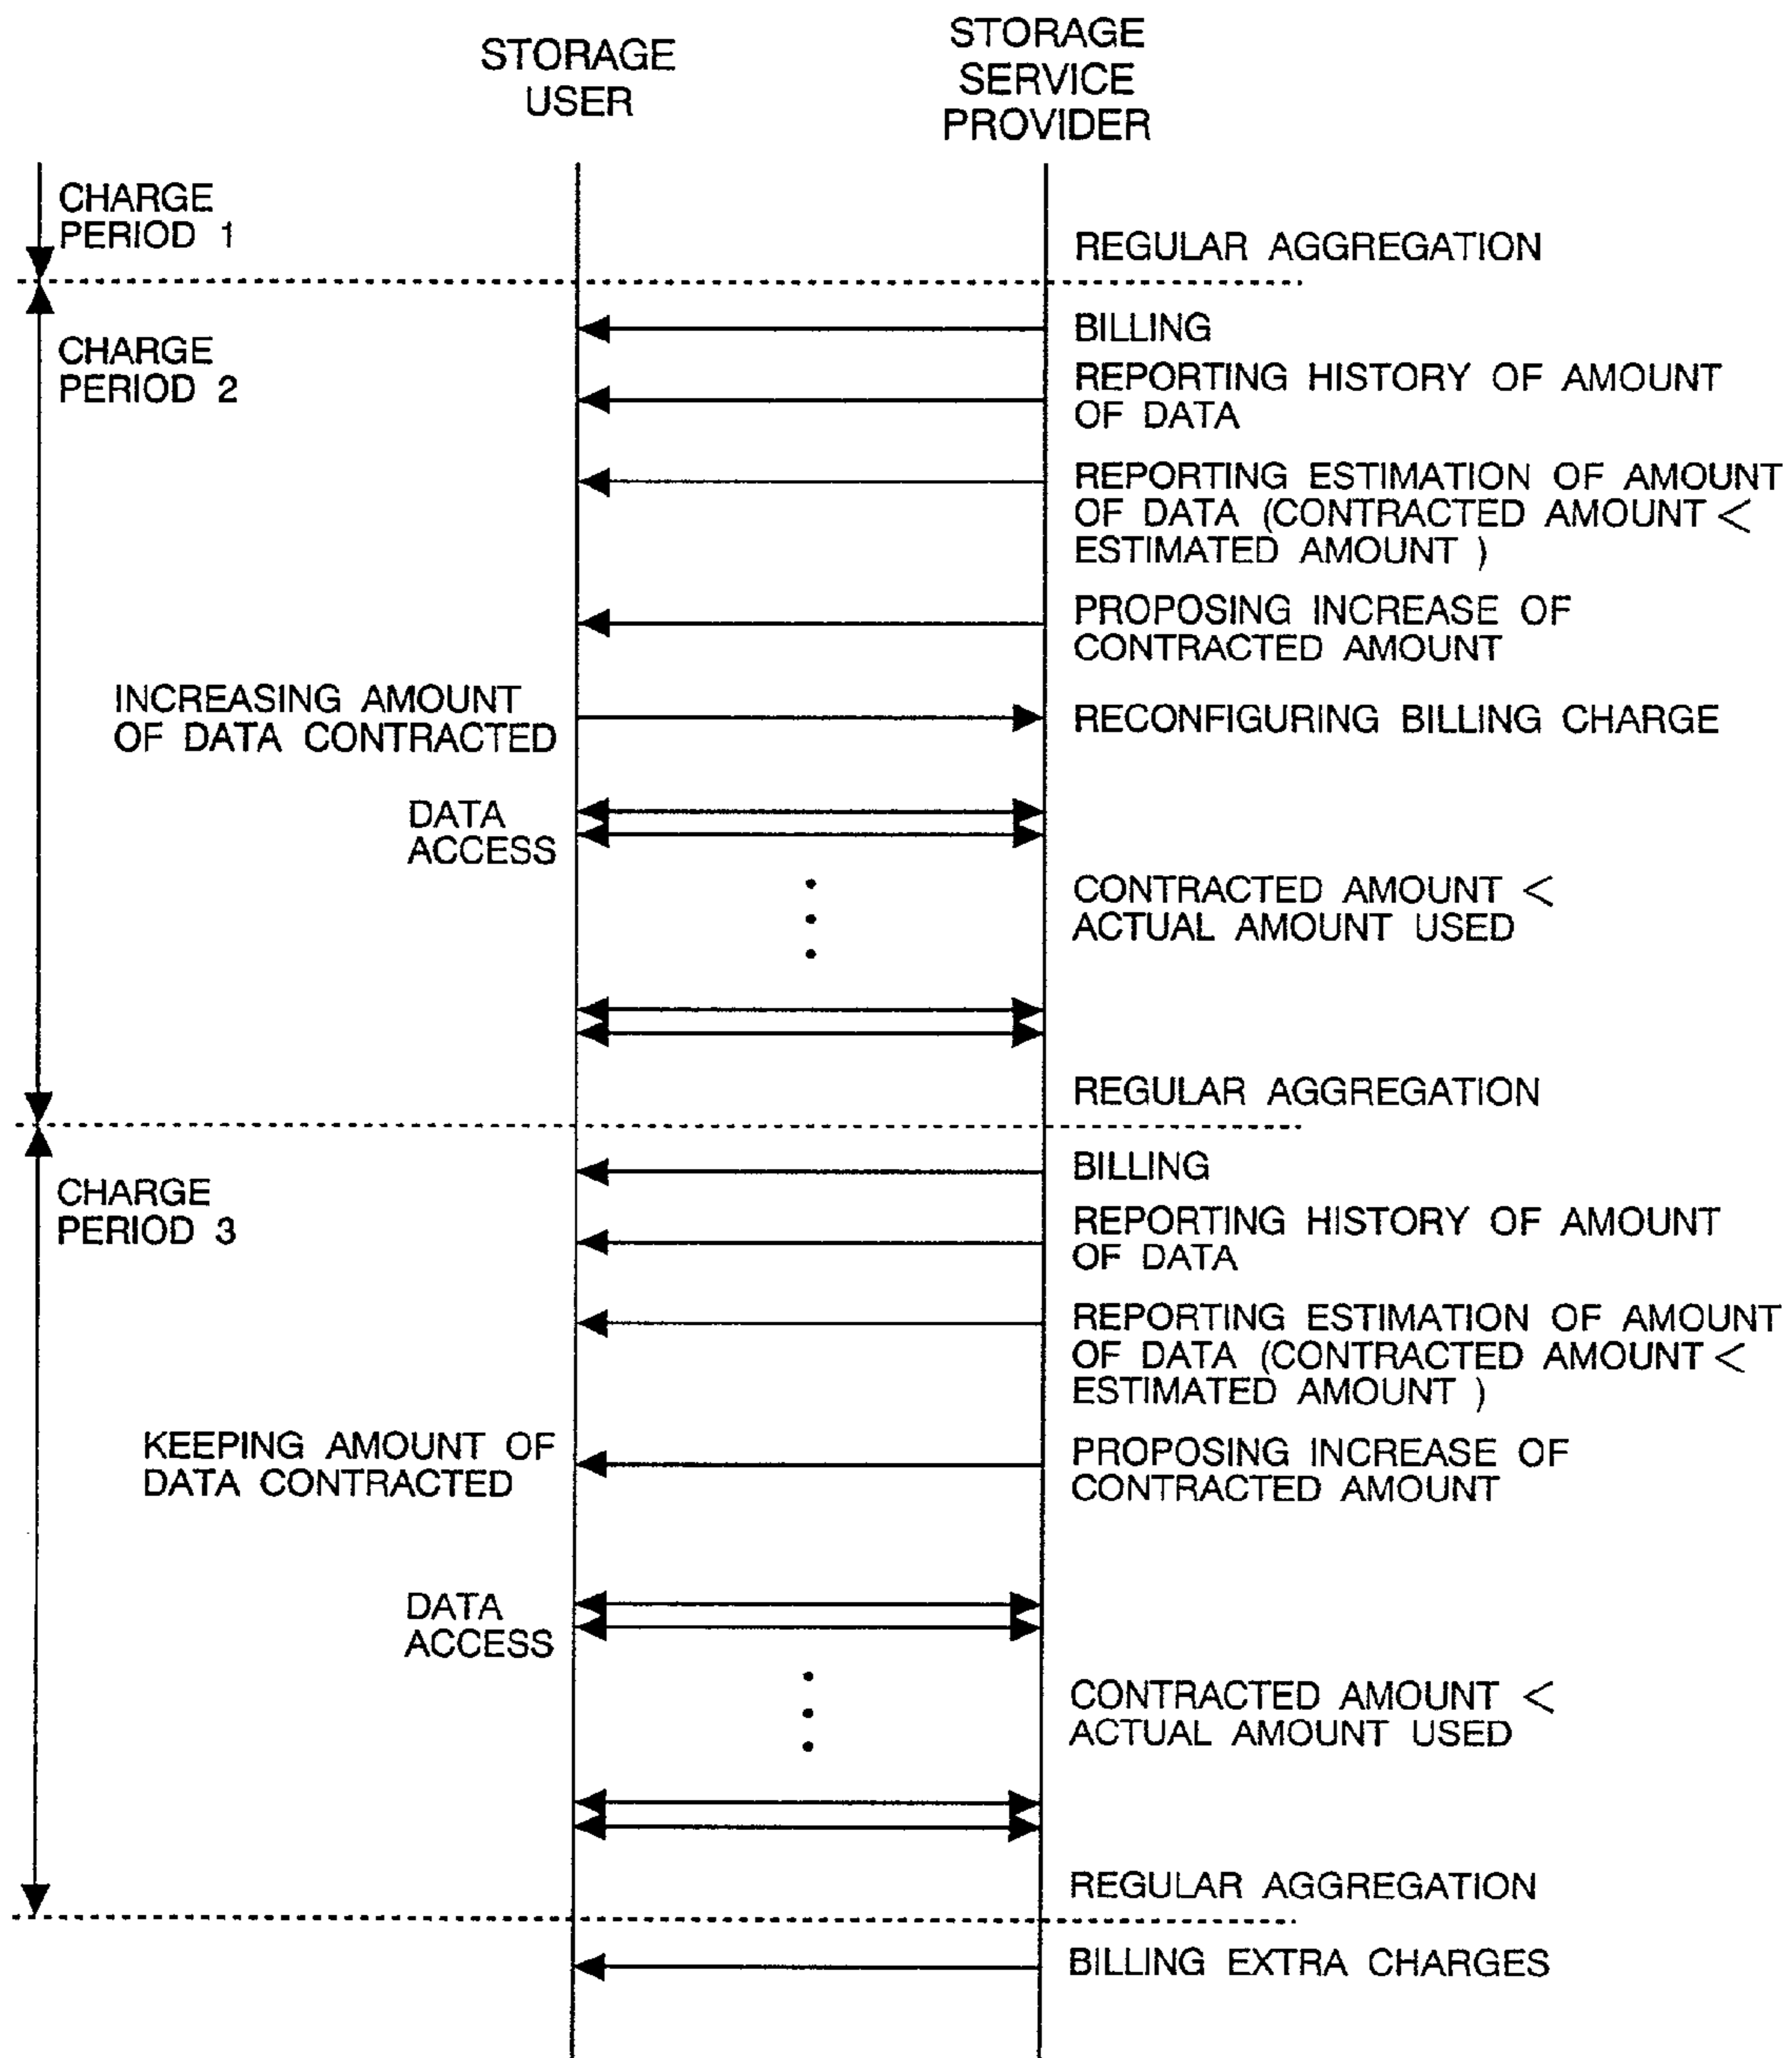 STORAGE
USER
STORAGE
SERVICE
PROVIDER
CHARGE
PERIOD 1
REGULAR AGGREGATION
CHARGE
PERIOD 2
BILLING
REPORTING HISTORY OF AMOUNT
OF DATA
REPORTING ESTIMATION OF AMOUNT
OF DATA (CONTRACTED AMOUNT <
ESTIMATED AMOUNT )
PROPOSING INCREASE OF
CONTRACTED AMOUNT
INCREASING AMOUNT
OF DATA CONTRACTED
RECONFIGURING BILLING CHARGE
DATA
ACCESS
CONTRACTED AMOUNT <
ACTUAL AMOUNT USED
REGULAR AGGREGATION
CHARGE
PERIOD 3
BILLING
REPORTING HISTORY OF AMOUNT
OF DATA
REPORTING ESTIMATION OF AMOUNT
OF DATA (CONTRACTED AMOUNT <
ESTIMATED AMOUNT )
KEEPING AMOUNT OF
DATA CONTRACTED
PROPOSING INCREASE OF
CONTRACTED AMOUNT
DATA
ACCESS
CONTRACTED AMOUNT <
ACTUAL AMOUNT USED
REGULAR AGGREGATION
BILLING EXTRA CHARGES